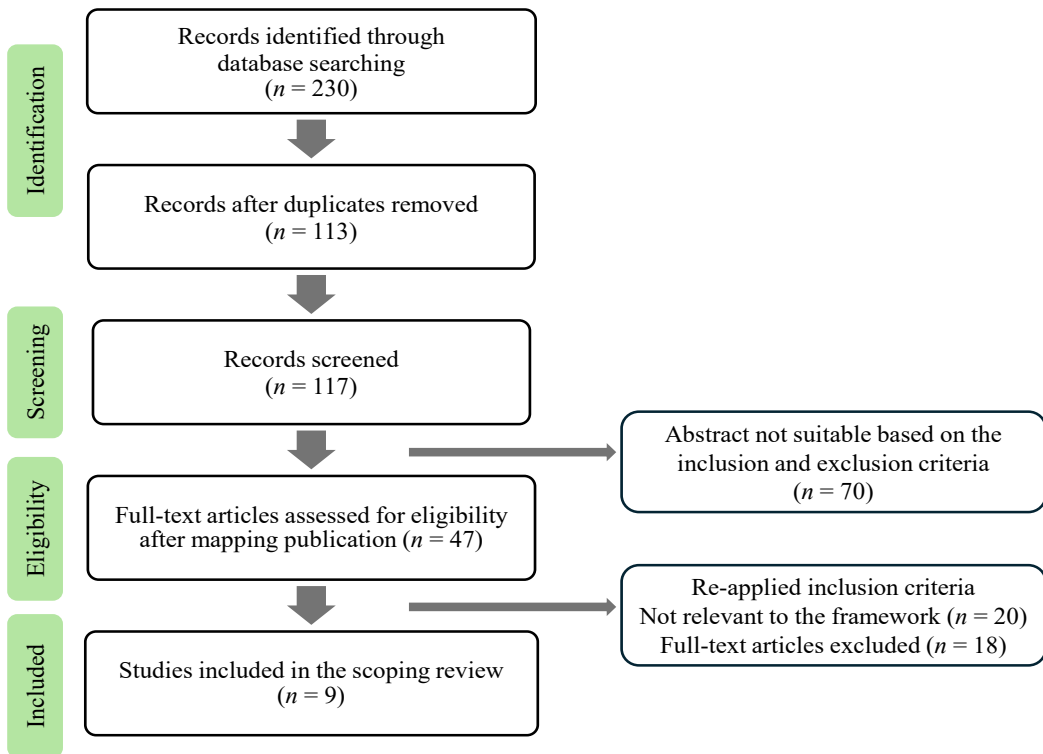 Identification
Records identified through
database searching
(n = 230)
Records after duplicates removed
(n = 113)
Screening
Records screened
(n = 117)
Abstract not suitable based on the
inclusion and exclusion criteria
(n = 70)
Eligibility
Full-text articles assessed for eligibility
after mapping publication (n = 47)
Re-applied inclusion criteria
Not relevant to the framework (n = 20)
Full-text articles excluded (n = 18)
Included
Studies included in the scoping review
(n = 9)